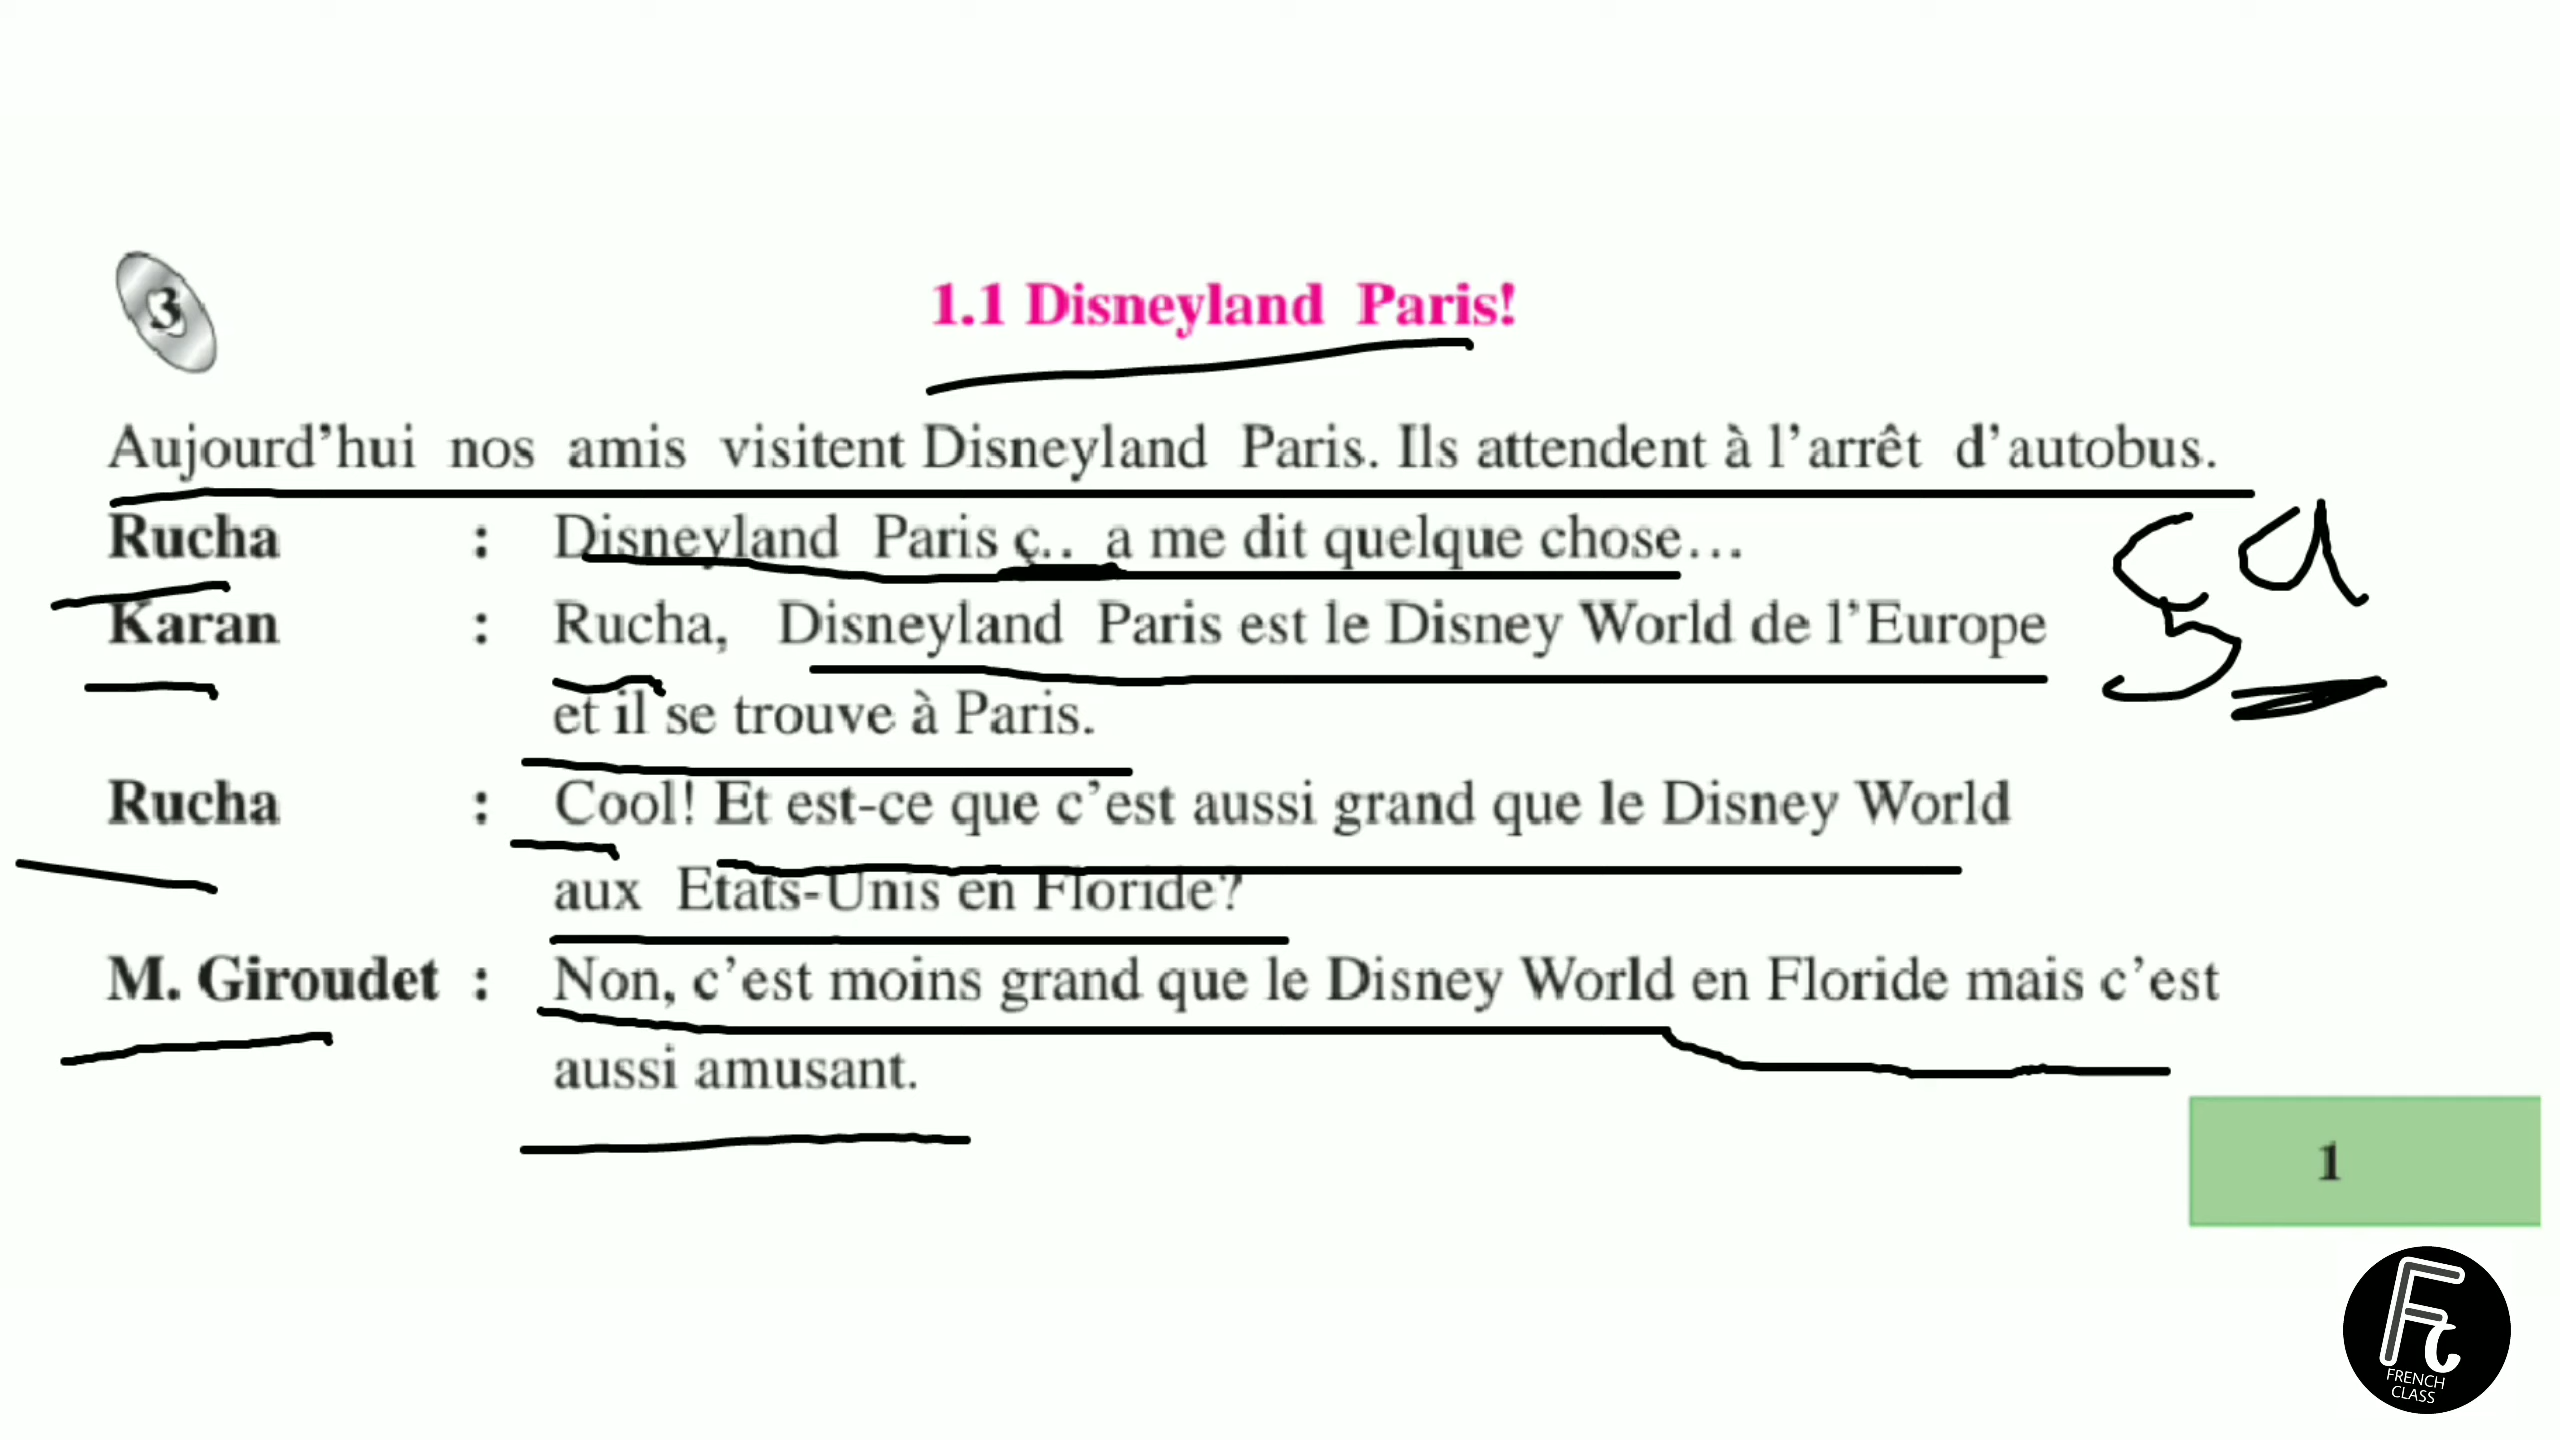 3
1.1 Disneyland Paris!
Aujourd’hui nos amis visitent Disneyland Paris. Ils attendent à l’arrêt d’autobus.
Rucha : Disneyland Paris ç.. a me dit quelque chose…
ça
Karan : Rucha, Disneyland Paris est le Disney World de l’Europe
et il se trouve à Paris.
Rucha : Cool! Et est-ce que c’est aussi grand que le Disney World
aux Etats-Unis en Floride?
M. Giroudet : Non, c’est moins grand que le Disney World en Floride mais c’est
aussi amusant.
1
Fc
FRENCH
CLASS